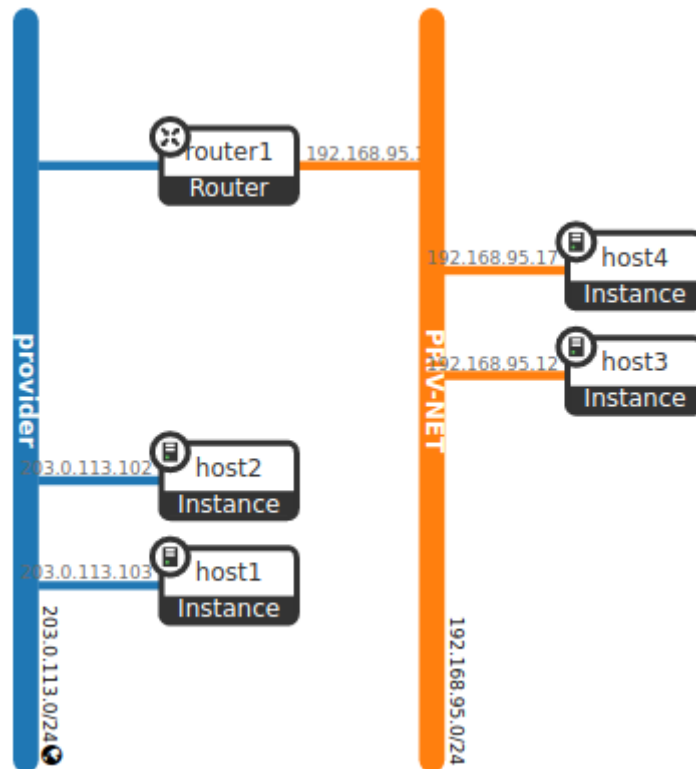 router1
Router
192.168.95.
host4
Instance
192.168.95.17
host3
Instance
192.168.95.12
provider
PRIV-NET
host2
Instance
203.0.113.102
host1
Instance
203.0.113.103
203.0.113.0/24
192.168.95.0/24